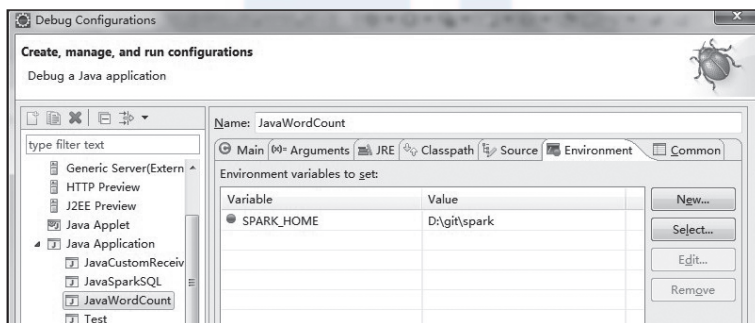 Debug Configurations
Create, manage, and run configurations
Debug a Java application
type filter text
Generic Server(Extern
HTTP Preview
J2EE Preview
Java Applet
Java Application
JavaCustomReceiv
JavaSparkSQL
JavaWordCount
Test
Name: JavaWordCount
Main (x)= Arguments JRE Classpath Source Environment Common
Environment variables to set:
Variable Value
SPARK_HOME D:\git\spark
New...
Select...
Edit...
Remove